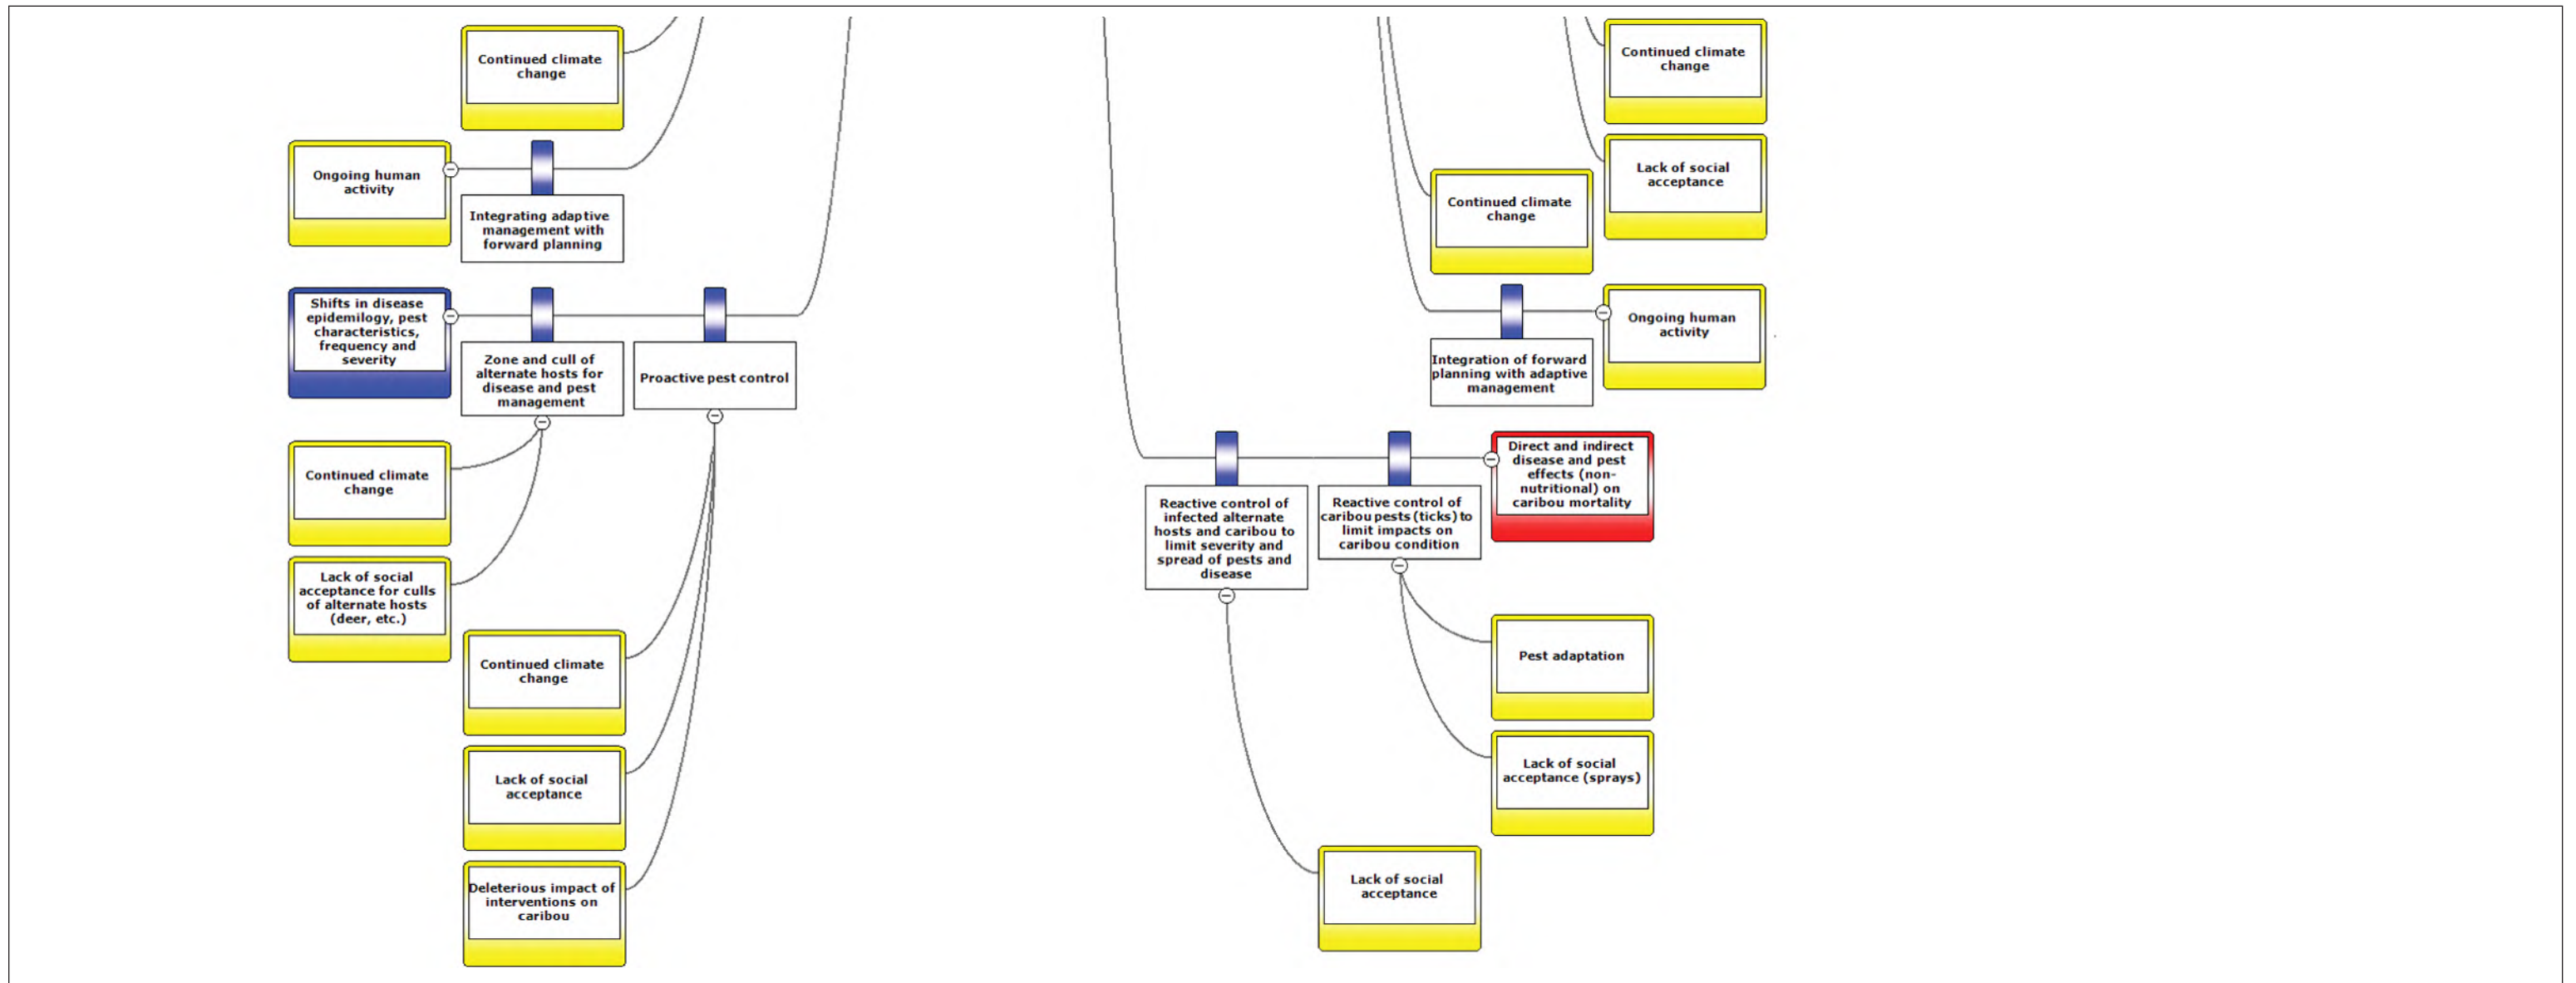 Continued climate
change
Ongoing human
activity
Integrating adaptive
management with
forward planning
Shifts in disease
epidemilogy, pest
characteristics,
frequency and
severity
Zone and cull of
alternate hosts for
disease and pest
management
Proactive pest control
Continued climate
change
Lack of social
acceptance for culls
of alternate hosts
(deer, etc.)
Continued climate
change
Lack of social
acceptance
Deleterious impact of
interventions on
caribou
Continued climate
change
Lack of social
acceptance
Continued climate
change
Ongoing human
activity
Integration of forward
planning with adaptive
management
Direct and indirect
disease and pest
effects (non-
nutritional) on
caribou mortality
Reactive control of
infected alternate
hosts and caribou to
limit severity and
spread of pests and
disease
Reactive control of
caribou pests (ticks) to
limit impacts on
caribou condition
Pest adaptation
Lack of social
acceptance (sprays)
Lack of social
acceptance